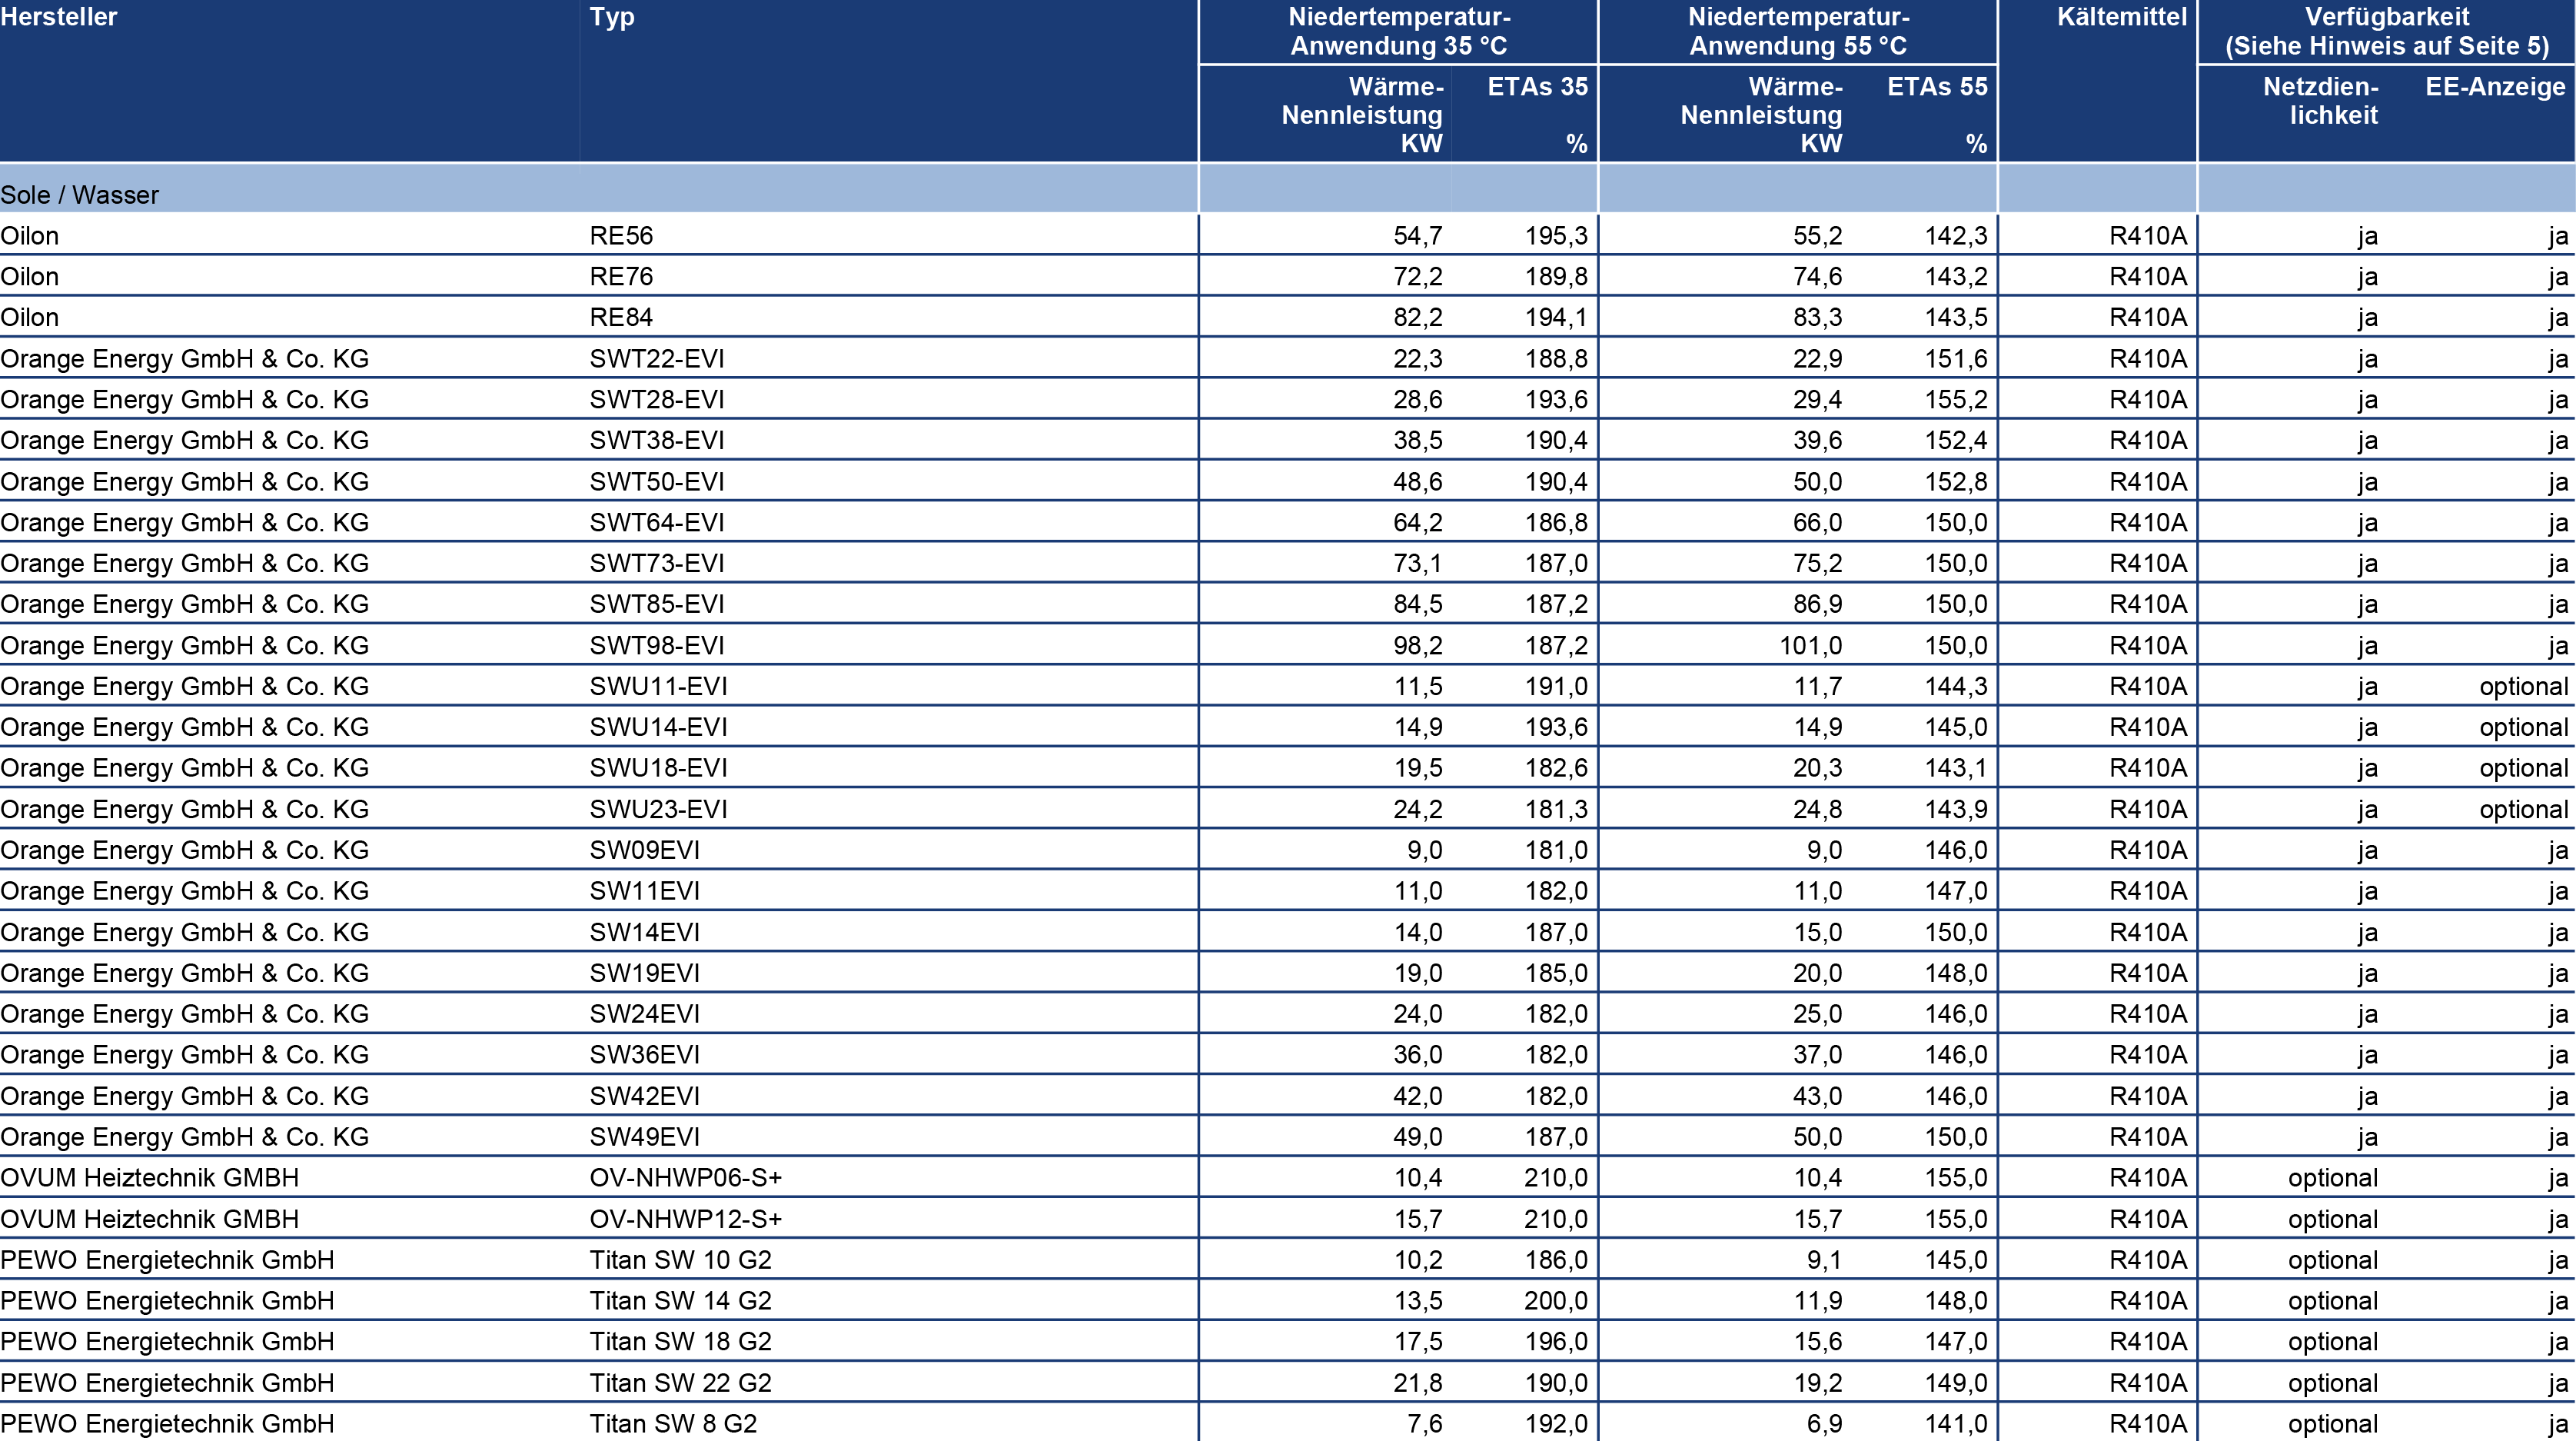 Hersteller Typ Niedertemperatur- Niedertemperatur- Kältemittel Verfügbarkeit
Anwendung 35 °C Anwendung 55 °C (Siehe Hinweis auf Seite 5)
Wärme- ETAs 35 Wärme- ETAs 55 Netzdien- EE-Anzeige
Nennleistung Nennleistung lichkeit
KW % KW %
Sole / Wasser
Oilon RE56 54,7 195,3 55,2 142,3 R410A ja ja
Oilon RE76 72,2 189,8 74,6 143,2 R410A ja ja
Oilon RE84 82,2 194,1 83,3 143,5 R410A ja ja
Orange Energy GmbH & Co. KG SWT22-EVI 22,3 188,8 22,9 151,6 R410A ja ja
Orange Energy GmbH & Co. KG SWT28-EVI 28,6 193,6 29,4 155,2 R410A ja ja
Orange Energy GmbH & Co. KG SWT38-EVI 38,5 190,4 39,6 152,4 R410A ja ja
Orange Energy GmbH & Co. KG SWT50-EVI 48,6 190,4 50,0 152,8 R410A ja ja
Orange Energy GmbH & Co. KG SWT64-EVI 64,2 186,8 66,0 150,0 R410A ja ja
Orange Energy GmbH & Co. KG SWT73-EVI 73,1 187,0 75,2 150,0 R410A ja ja
Orange Energy GmbH & Co. KG SWT85-EVI 84,5 187,2 86,9 150,0 R410A ja ja
Orange Energy GmbH & Co. KG SWT98-EVI 98,2 187,2 101,0 150,0 R410A ja ja
Orange Energy GmbH & Co. KG SWU11-EVI 11,5 191,0 11,7 144,3 R410A ja optional
Orange Energy GmbH & Co. KG SWU14-EVI 14,9 193,6 14,9 145,0 R410A ja optional
Orange Energy GmbH & Co. KG SWU18-EVI 19,5 182,6 20,3 143,1 R410A ja optional
Orange Energy GmbH & Co. KG SWU23-EVI 24,2 181,3 24,8 143,9 R410A ja optional
Orange Energy GmbH & Co. KG SW09EVI 9,0 181,0 9,0 146,0 R410A ja ja
Orange Energy GmbH & Co. KG SW11EVI 11,0 182,0 11,0 147,0 R410A ja ja
Orange Energy GmbH & Co. KG SW14EVI 14,0 187,0 15,0 150,0 R410A ja ja
Orange Energy GmbH & Co. KG SW19EVI 19,0 185,0 20,0 148,0 R410A ja ja
Orange Energy GmbH & Co. KG SW24EVI 24,0 182,0 25,0 146,0 R410A ja ja
Orange Energy GmbH & Co. KG SW36EVI 36,0 182,0 37,0 146,0 R410A ja ja
Orange Energy GmbH & Co. KG SW42EVI 42,0 182,0 43,0 146,0 R410A ja ja
Orange Energy GmbH & Co. KG SW49EVI 49,0 187,0 50,0 150,0 R410A ja ja
OVUM Heiztechnik GMBH OV-NHWP06-S+ 10,4 210,0 10,4 155,0 R410A optional ja
OVUM Heiztechnik GMBH OV-NHWP12-S+ 15,7 210,0 15,7 155,0 R410A optional ja
PEWO Energietechnik GmbH Titan SW 10 G2 10,2 186,0 9,1 145,0 R410A optional ja
PEWO Energietechnik GmbH Titan SW 14 G2 13,5 200,0 11,9 148,0 R410A optional ja
PEWO Energietechnik GmbH Titan SW 18 G2 17,5 196,0 15,6 147,0 R410A optional ja
PEWO Energietechnik GmbH Titan SW 22 G2 21,8 190,0 19,2 149,0 R410A optional ja
PEWO Energietechnik GmbH Titan SW 8 G2 7,6 192,0 6,9 141,0 R410A optional ja